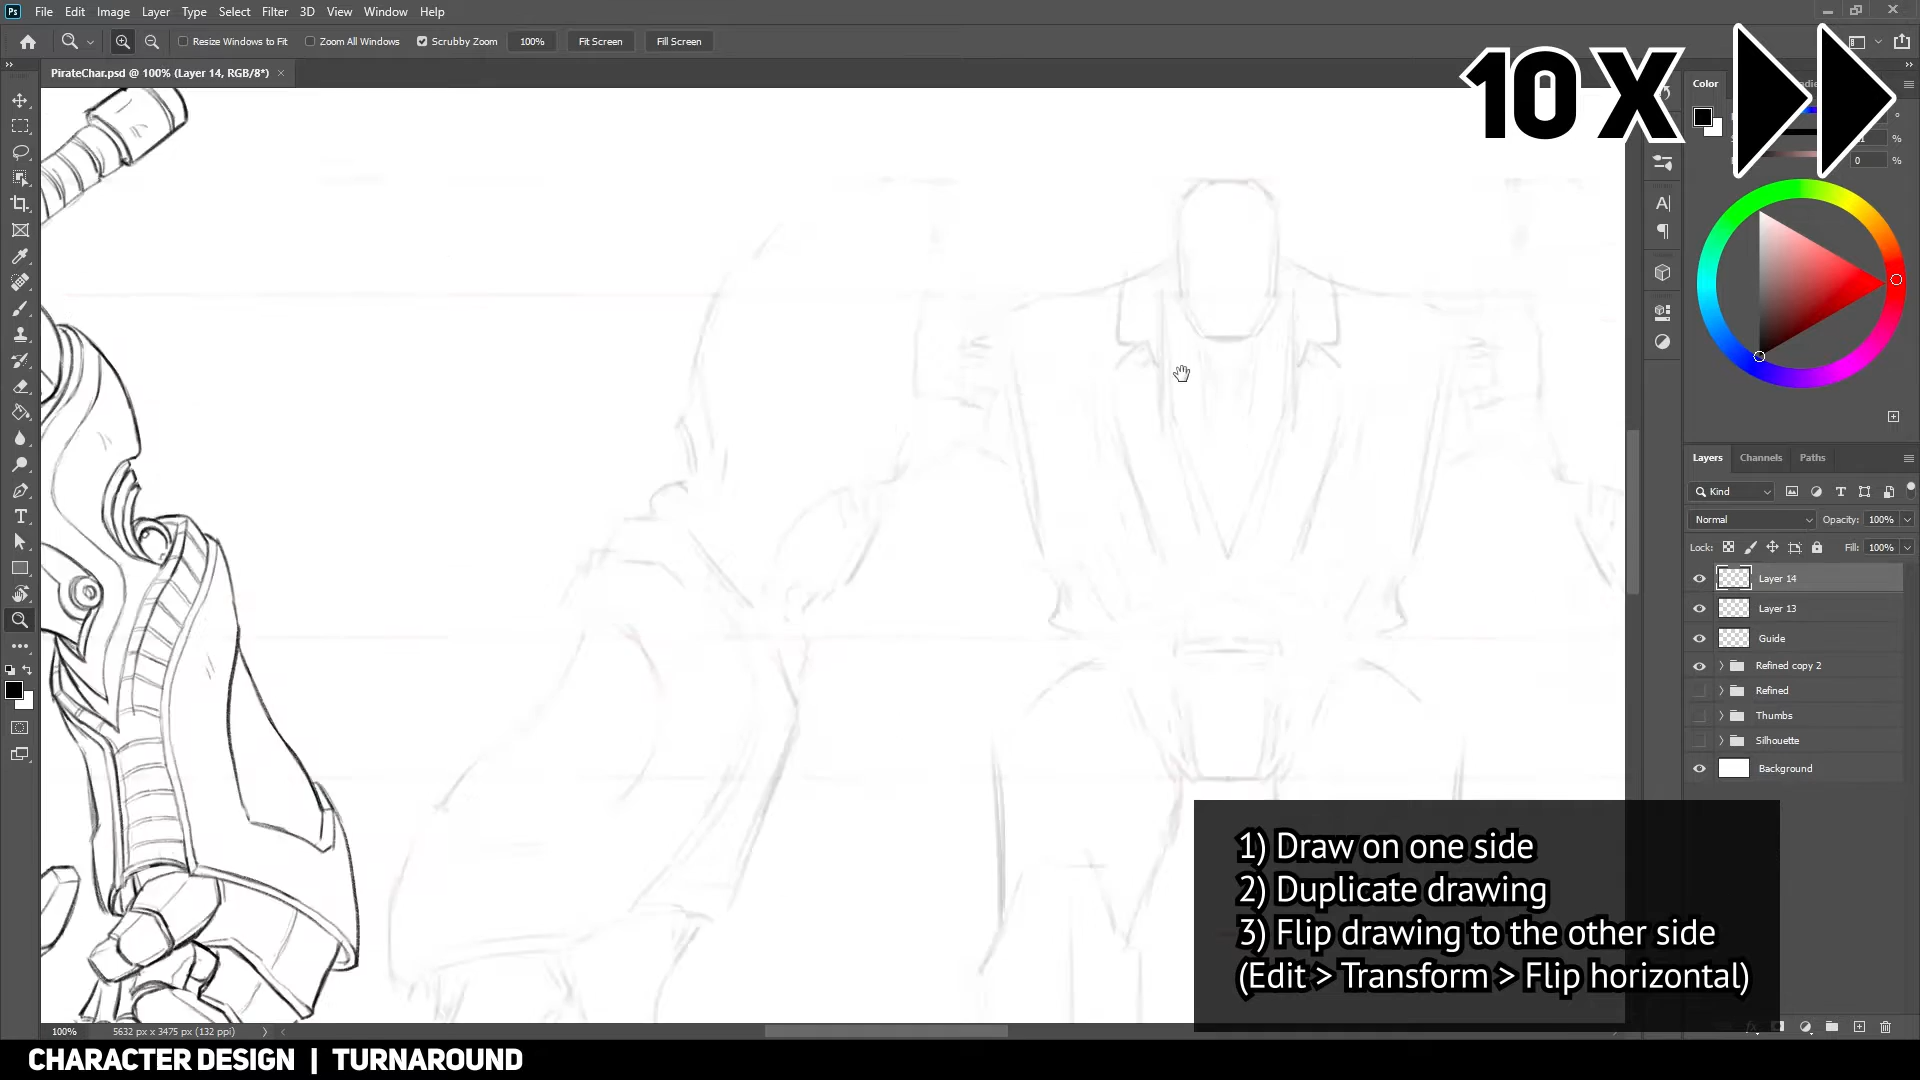 Ps File Edit Image Layer Type Select Filter 3D View Window Help
Resize Windows to Fit Zoom All Windows Scrubby Zoom 100% Fit Screen Fill Screen
10X
PirateChar.psd @ 100% (Layer 14, RGB/8*) ×
Color
%
0 %
Layers Channels Paths
Kind
Normal Opacity: 100%
Lock: Fill: 100%
Layer 14
Layer 13
Guide
Refined copy 2
Refined
Thumbs
Silhouette
Background
1) Draw on one side
2) Duplicate drawing
3) Flip drawing to the other side
(Edit > Transform > Flip horizontal)
100% 5632 px x 3475 px (132 ppi)
CHARACTER DESIGN | TURNAROUND